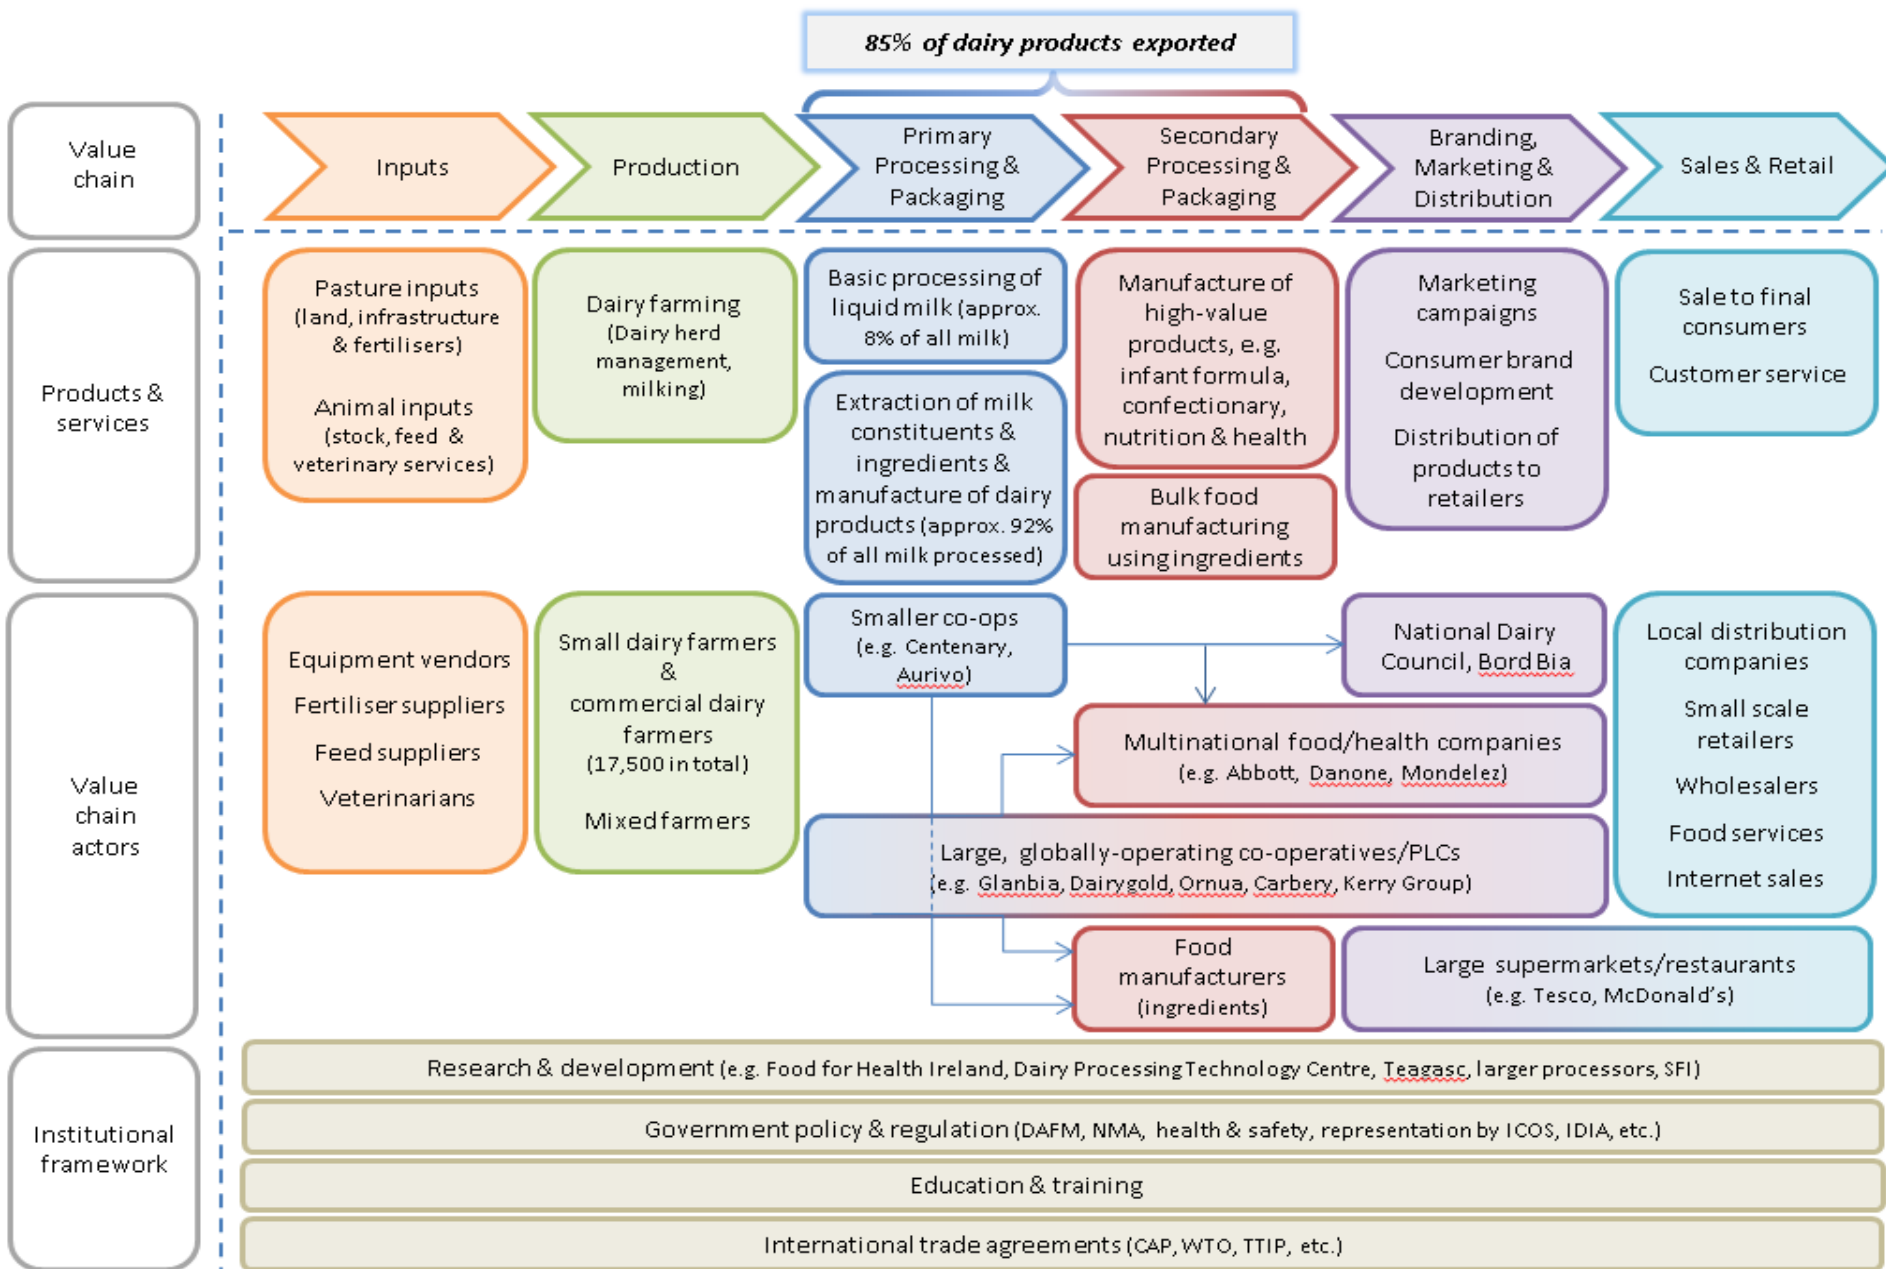 85% of dairy products exported
Value
chain
Inputs
Production
Primary
Processing &
Packaging
Secondary
Processing &
Packaging
Branding,
Marketing &
Distribution
Sales & Retail
Products &
services
Pasture inputs
(land, infrastructure
& fertilisers)
Animal inputs
(stock, feed &
veterinary services)
Dairy farming
(Dairy herd
management,
milking)
Basic processing of
liquid milk (approx.
8% of all milk)
Extraction of milk
constituents &
ingredients &
manufacture of dairy
products (approx. 92%
of all milk processed)
Manufacture of
high-value
products, e.g.
infant formula,
confectionary,
nutrition & health
Bulk food
manufacturing
using ingredients
Marketing
campaigns
Consumer brand
development
Distribution of
products to
retailers
Sale to final
consumers
Customer service
Value
chain
actors
Equipment vendors
Fertiliser suppliers
Feed suppliers
Veterinarians
Small dairy farmers
&
commercial dairy
farmers
(17,500 in total)
Mixed farmers
Smaller co-ops
(e.g. Centenary,
Aurivo)
National Dairy
Council, Bord Bia
Multinational food/health companies
(e.g. Abbott, Danone, Mondelez)
Large, globally-operating co-operatives/PLCs
(e.g. Glanbia, Dairygold, Ornua, Carbery, Kerry Group)
Food
manufacturers
(ingredients)
Large supermarkets/restaurants
(e.g. Tesco, McDonald's)
Local distribution
companies
Small scale
retailers
Wholesalers
Food services
Internet sales
Institutional
framework
Research & development (e.g. Food for Health Ireland, Dairy Processing Technology Centre, Teagasc, larger processors, SFI)
Government policy & regulation (DAFM, NMA, health & safety, representation by ICOS, IDIA, etc.)
Education & training
International trade agreements (CAP, WTO, TTIP, etc.)